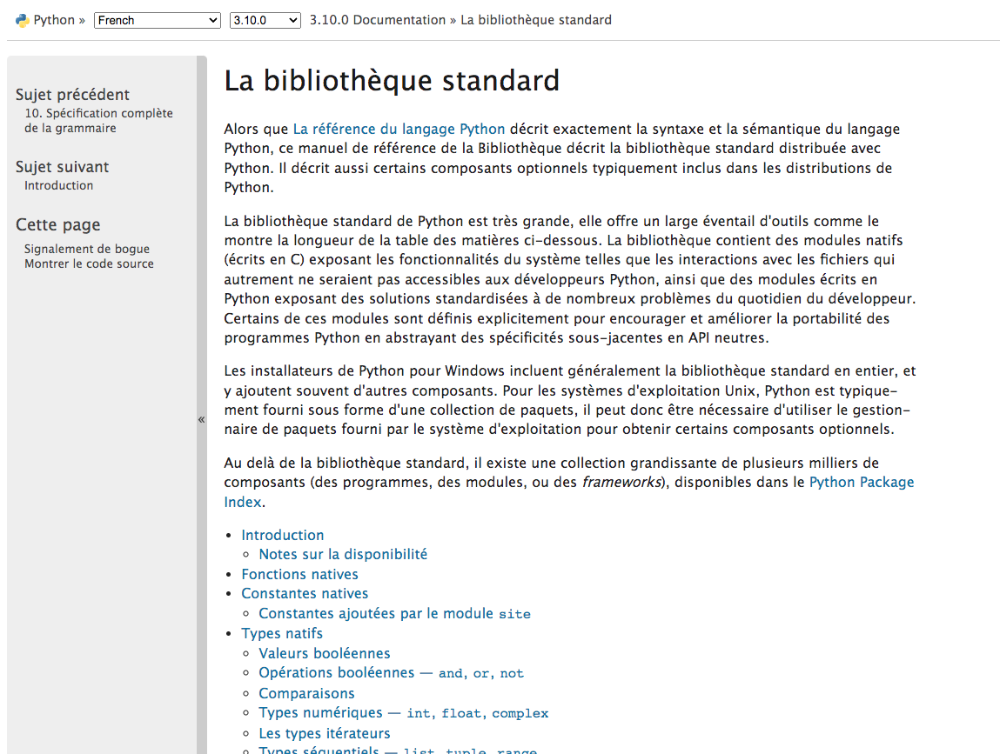 Python » French 3.10.0 3.10.0 Documentation » La bibliothèque standard
Sujet précédent
10. Spécification complète
de la grammaire
Sujet suivant
Introduction
Cette page
Signalement de bogue
Montrer le code source
«
La bibliothèque standard
Alors que La référence du langage Python décrit exactement la syntaxe et la sémantique du langage
Python, ce manuel de référence de la Bibliothèque décrit la bibliothèque standard distribuée avec
Python. Il décrit aussi certains composants optionnels typiquement inclus dans les distributions de
Python.
La bibliothèque standard de Python est très grande, elle offre un large éventail d'outils comme le
montre la longueur de la table des matières ci-dessous. La bibliothèque contient des modules natifs
(écrits en C) exposant les fonctionnalités du système telles que les interactions avec les fichiers qui
autrement ne seraient pas accessibles aux développeurs Python, ainsi que des modules écrits en
Python exposant des solutions standardisées à de nombreux problèmes du quotidien du développeur.
Certains de ces modules sont définis explicitement pour encourager et améliorer la portabilité des
programmes Python en abstrayant des spécificités sous-jacentes en API neutres.
Les installateurs de Python pour Windows incluent généralement la bibliothèque standard en entier, et
y ajoutent souvent d'autres composants. Pour les systèmes d'exploitation Unix, Python est typique-
ment fourni sous forme d'une collection de paquets, il peut donc être nécessaire d'utiliser le gestion-
naire de paquets fourni par le système d'exploitation pour obtenir certains composants optionnels.
Au delà de la bibliothèque standard, il existe une collection grandissante de plusieurs milliers de
composants (des programmes, des modules, ou des frameworks), disponibles dans le Python Package
Index.
• Introduction
◦ Notes sur la disponibilité
• Fonctions natives
• Constantes natives
◦ Constantes ajoutées par le module site
• Types natifs
◦ Valeurs booléennes
◦ Opérations booléennes — and, or, not
◦ Comparaisons
◦ Types numériques — int, float, complex
◦ Les types itérateurs
◦ Types séquentiels — list, tuple, range